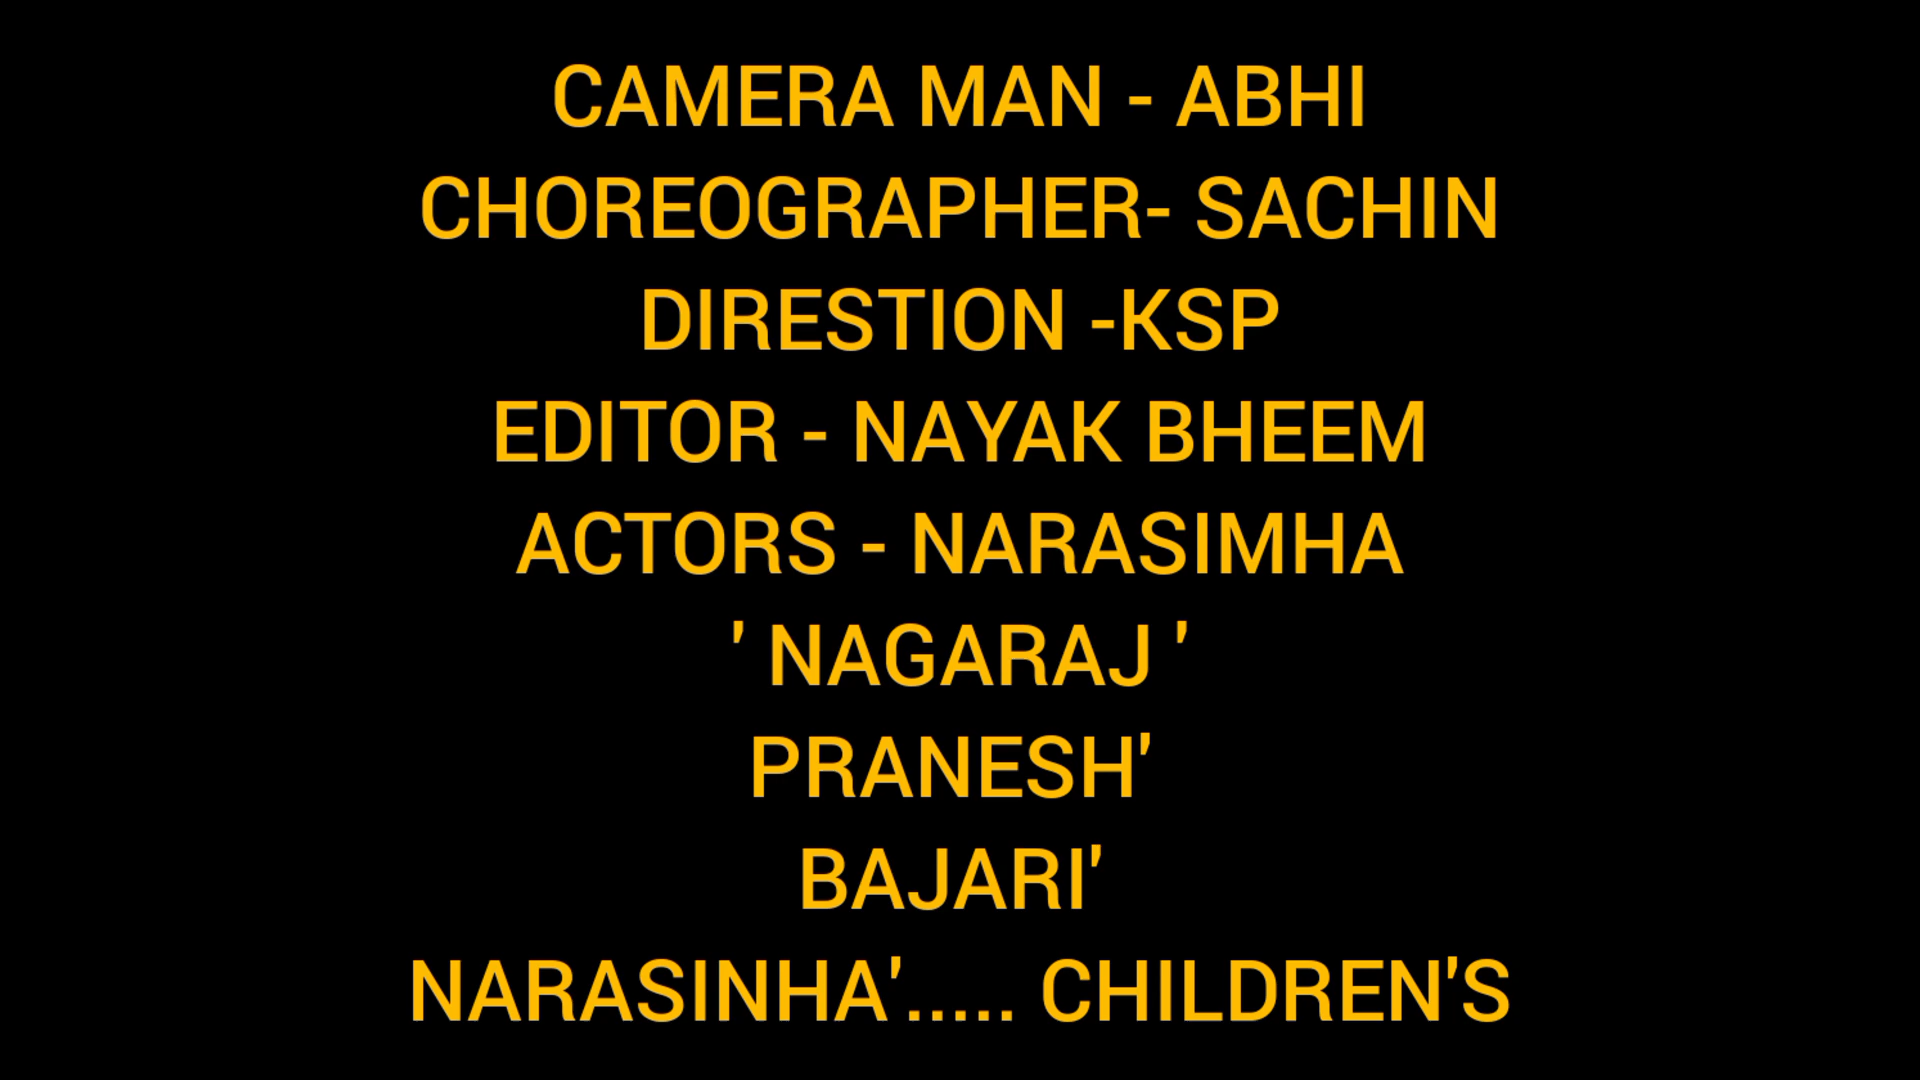 CAMERA MAN - ABHI
CHOREOGRAPHER- SACHIN
DIRESTION -KSP
EDITOR - NAYAK BHEEM
ACTORS - NARASIMHA
' NAGARAJ '
PRANESH'
BAJARI'
NARASINHA'..... CHILDREN'S